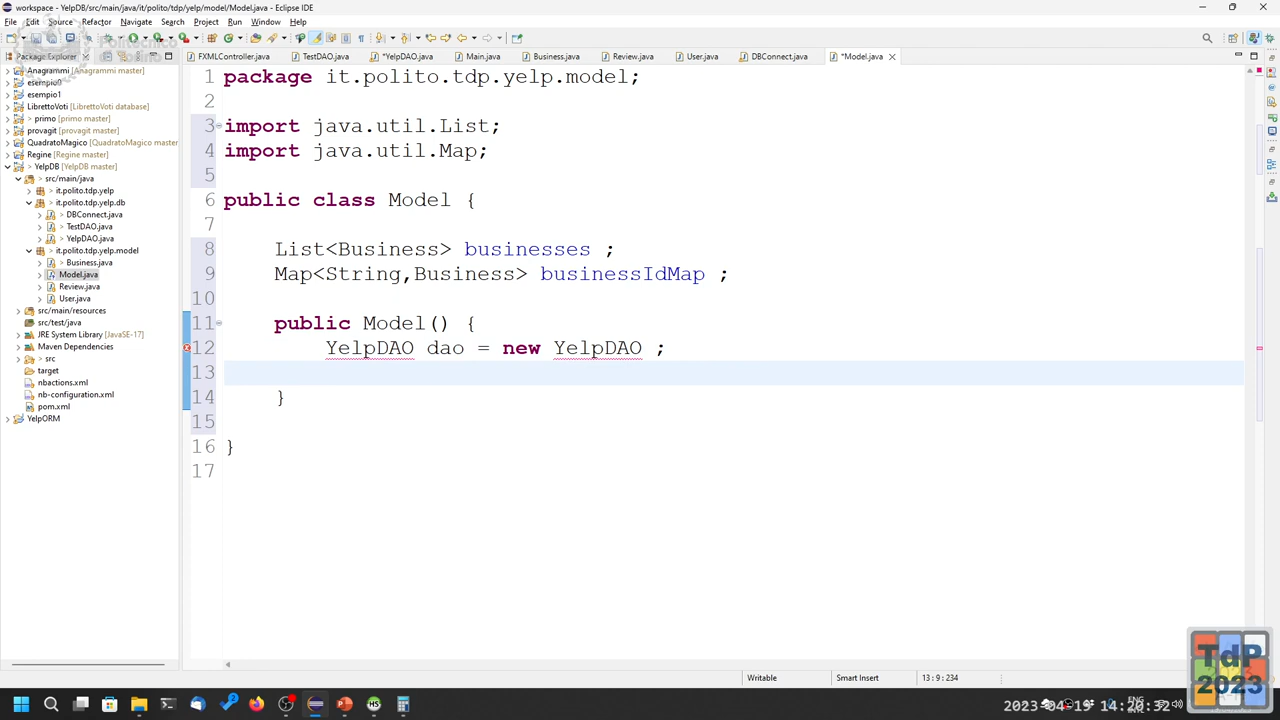 workspace - YelpDB/src/main/java/it/polito/tdp/yelp/model/Model.java - Eclipse IDE
File Edit Source Refactor Navigate Search Project Run Window Help
Politecnico
Package Explorer
FXMLController.java TestDAO.java *YelpDAO.java Main.java Business.java Review.java User.java DBConnect.java *Model.java
Anagrammi [Anagrammi master]
esempio0
esempio1
LibrettoVoti [LibrettoVoti database]
> primo [primo master]
provagit [provagit master]
QuadratoMagico [QuadratoMagico master]
Regine [Regine master]
> YelpDB [YelpDB master]
> src/main/java
> it.polito.tdp.yelp
> it.polito.tdp.yelp.db
> DBConnect.java
> TestDAO.java
> YelpDAO.java
> it.polito.tdp.yelp.model
> Business.java
Model.java
> Review.java
> User.java
> src/main/resources
src/test/java
JRE System Library [JavaSE-17]
Maven Dependencies
> src
target
nbactions.xml
nb-configuration.xml
pom.xml
YelpORM
1 package it.polito.tdp.yelp.model;
2
3 import java.util.List;
4 import java.util.Map;
5
6 public class Model {
7
8 List<Business> businesses ;
9 Map<String,Business> businessIdMap ;
10
11 public Model() {
12 YelpDAO dao = new YelpDAO ;
13
14 }
15
16 }
17
Writable Smart Insert 13 : 9 : 234
TdP
2023
ENG
2023-04-19 14:20:32